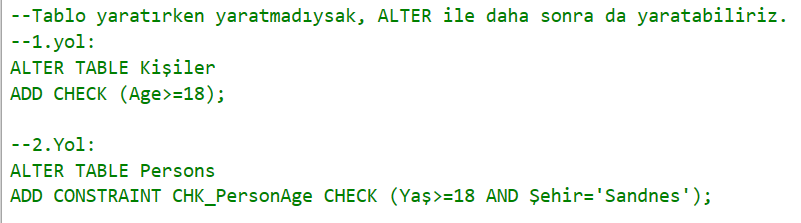 --Tablo yaratırken yaratmadıysak, ALTER ile daha sonra da yaratabiliriz.
--1.yol:
ALTER TABLE Kişiler
ADD CHECK (Age>=18);
--2.Yol:
ALTER TABLE Persons
ADD CONSTRAINT CHK_PersonAge CHECK (Yaş>=18 AND Şehir='Sandnes');